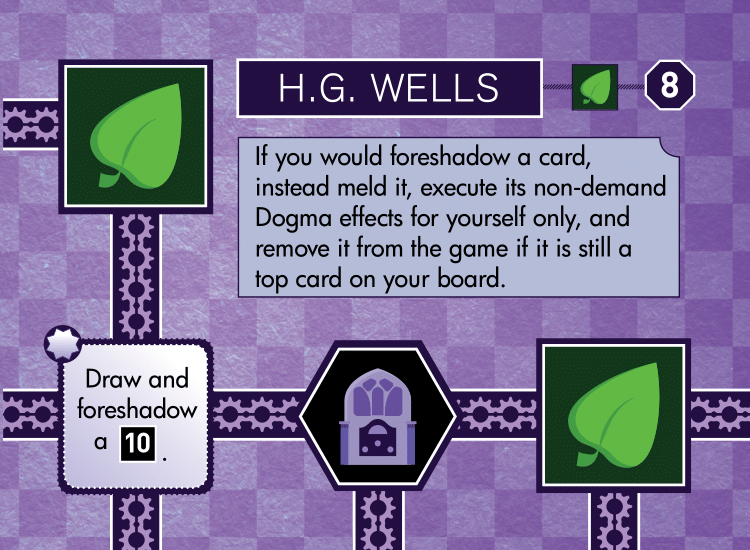 H.G. WELLS
8
If you would foreshadow a card,
instead meld it, execute its non-demand
Dogma effects for yourself only, and
remove it from the game if it is still a
top card on your board.
Draw and
foreshadow
a 10 .